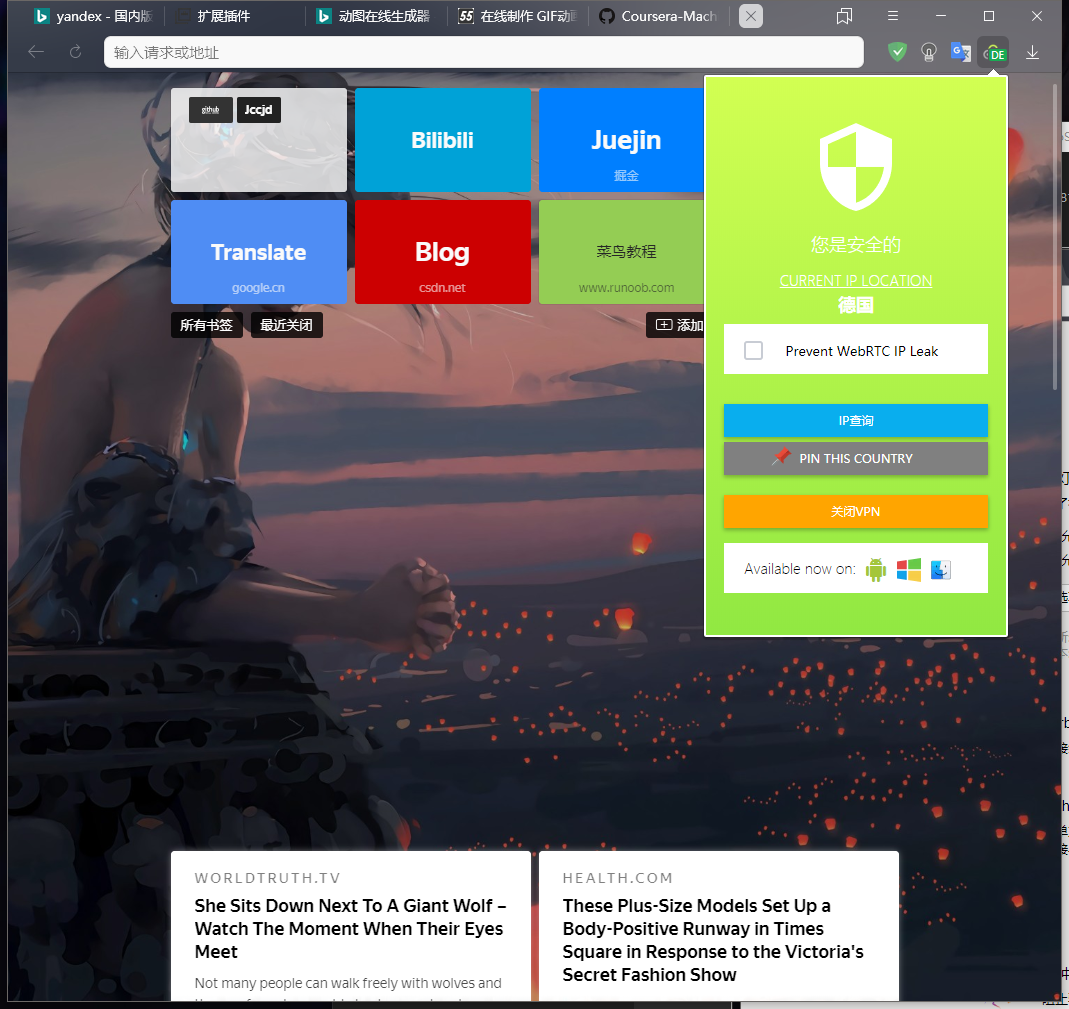 yandex - 国内版
扩展插件
动图在线生成器
在线制作 GIF动
Coursera-Mach
输入请求或地址
DE
github
Jccjd
Bilibili
Juejin
掘金
Translate
google.cn
Blog
csdn.net
菜鸟教程
www.runoob.com
所有书签
最近关闭
添加
您是安全的
CURRENT IP LOCATION
德国
Prevent WebRTC IP Leak
IP查询
PIN THIS COUNTRY
关闭VPN
Available now on:
WORLDTRUTH.TV
She Sits Down Next To A Giant Wolf –
Watch The Moment When Their Eyes
Meet
Not many people can walk freely with wolves and
HEALTH.COM
These Plus-Size Models Set Up a
Body-Positive Runway in Times
Square in Response to the Victoria's
Secret Fashion Show